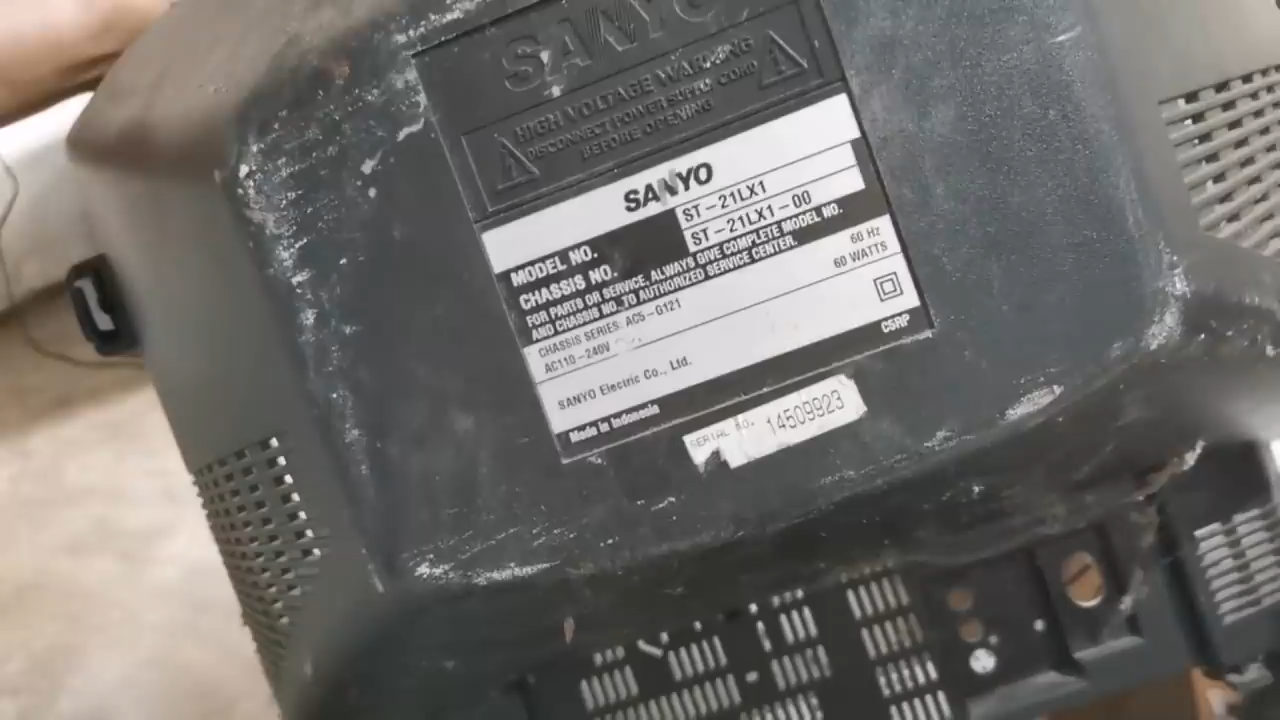 SANYO
HIGH VOLTAGE WARNING
DISCONNECT POWER SUPPLY CORD
BEFORE OPENING
SANYO
MODEL NO. ST-21LX1
CHASSIS NO. ST-21LX1-00
FOR PARTS OR SERVICE, ALWAYS GIVE COMPLETE MODEL NO.
AND CHASSIS NO. TO AUTHORIZED SERVICE CENTER.
CHASSIS SERIES: AC5-G121 60 Hz
AC110-240V 60 WATTS
SANYO Electric Co., Ltd.
C5RP
Made in Indonesia
SERIAL NO. 14509923